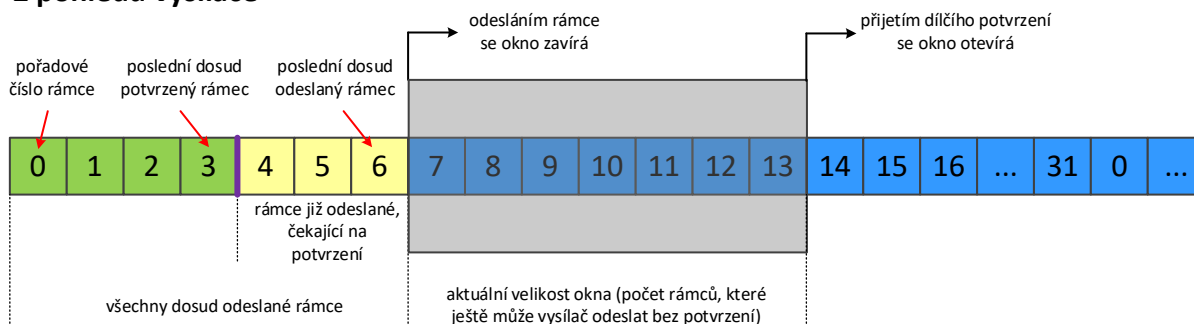 Z pohledu vysílače
odesláním rámce
se okno zavírá
přijetím dílčího potvrzení
se okno otevírá
pořadové
číslo rámce
poslední dosud
potvrzený rámec
poslední dosud
odeslaný rámec
0 1 2 3 4 5 6 7 8 9 10 11 12 13 14 15 16 ... 31 0 ...
rámce již odeslané,
čekající na
potvrzení
všechny dosud odeslané rámce
aktuální velikost okna (počet rámců, které
ještě může vysílač odeslat bez potvrzení)